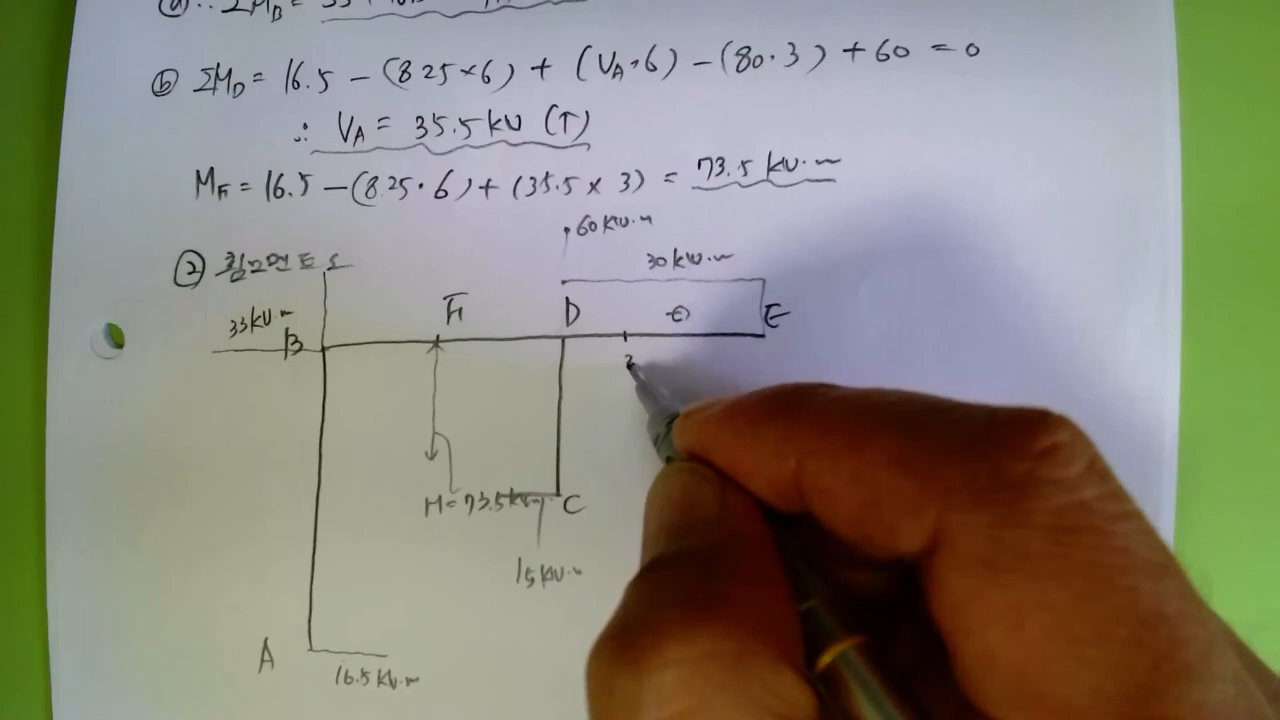 ⓐ ∴ ΣM_B =
ⓑ ΣM_D = 16.5 - (8.25×6) + (V_A·6) - (80·3) + 60 = 0
∴ V_A = 35.5 kN (↑)
M_F = 16.5 - (8.25·6) + (35.5 × 3) = 73.5 kN·m
60 kN·m
② 휨모멘트도
30 kN·m
33 kN·m
B
F
D
⊖
E
M = 73.5 kN·m
C
15 kN·m
A
16.5 kN·m